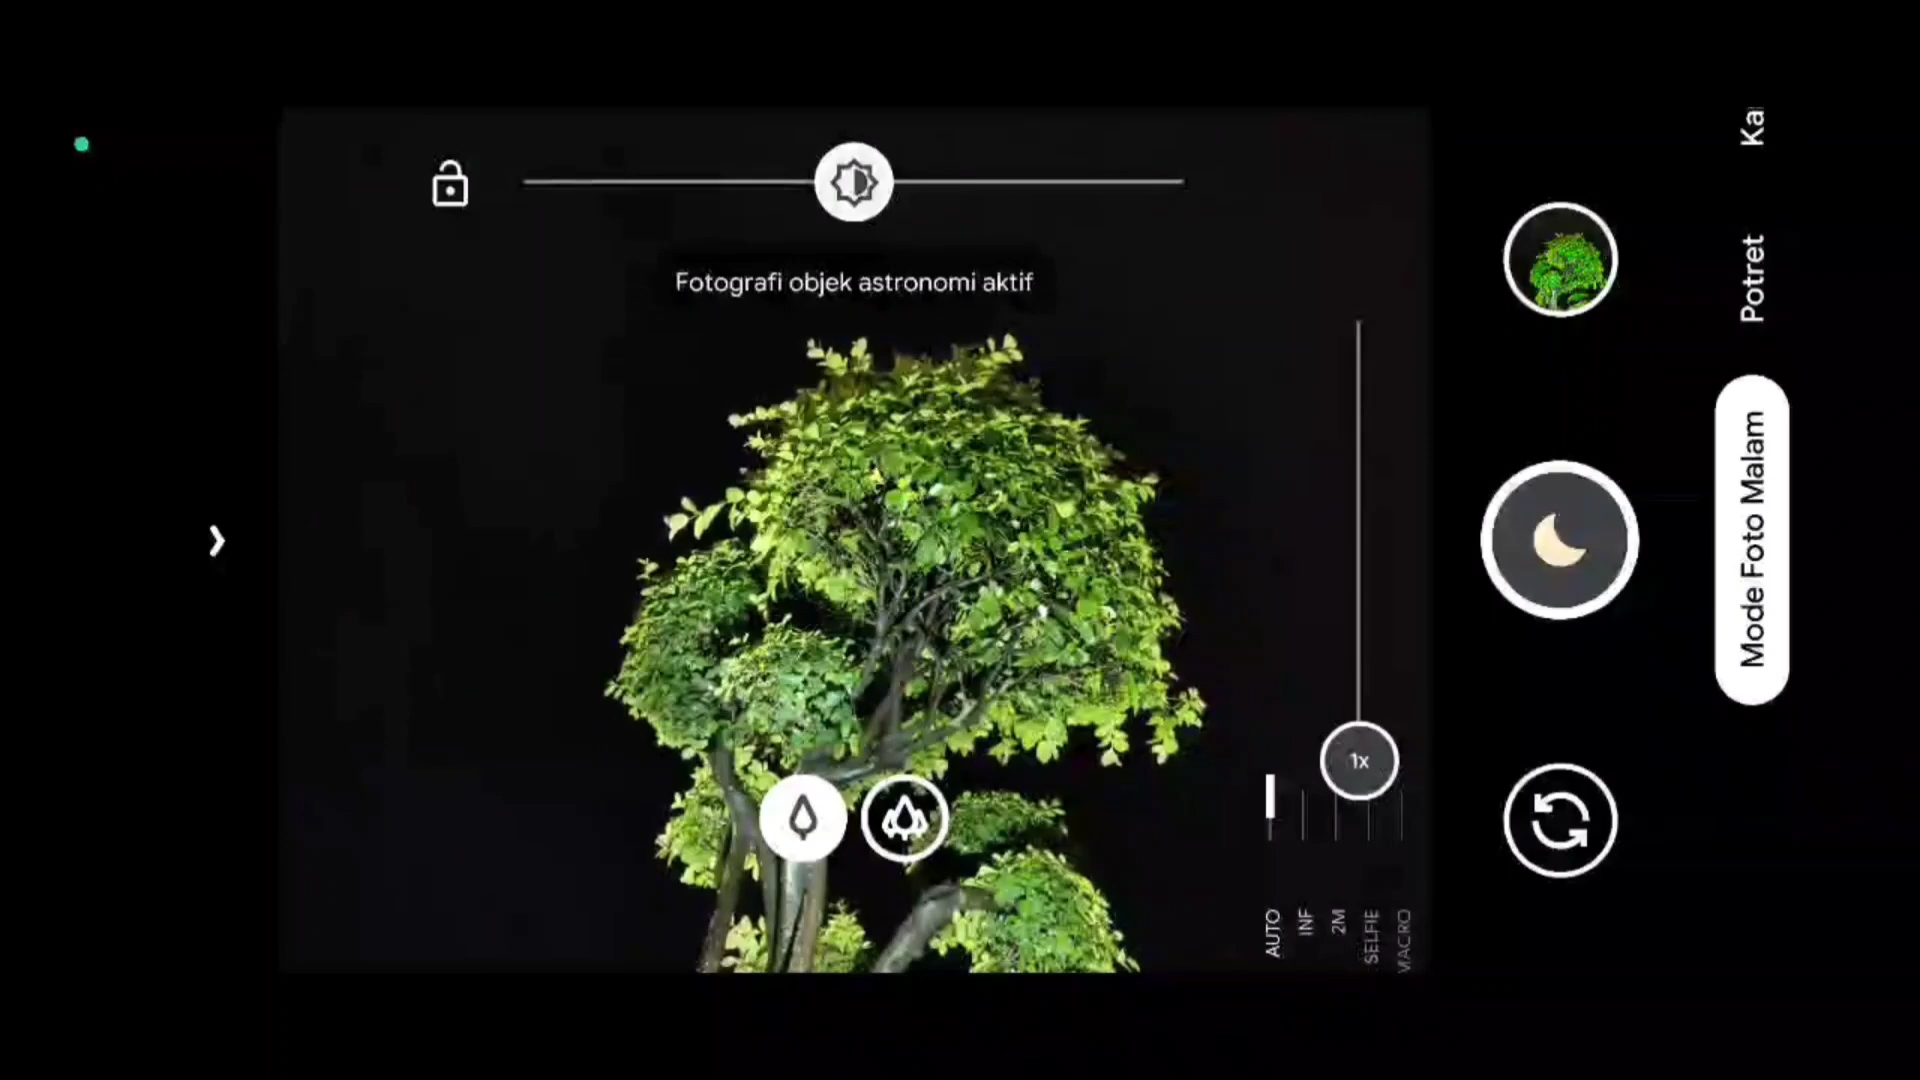 Fotografi objek astronomi aktif
1x
AUTO
INF
2M
SELFIE
MACRO
Ka
Potret
Mode Foto Malam